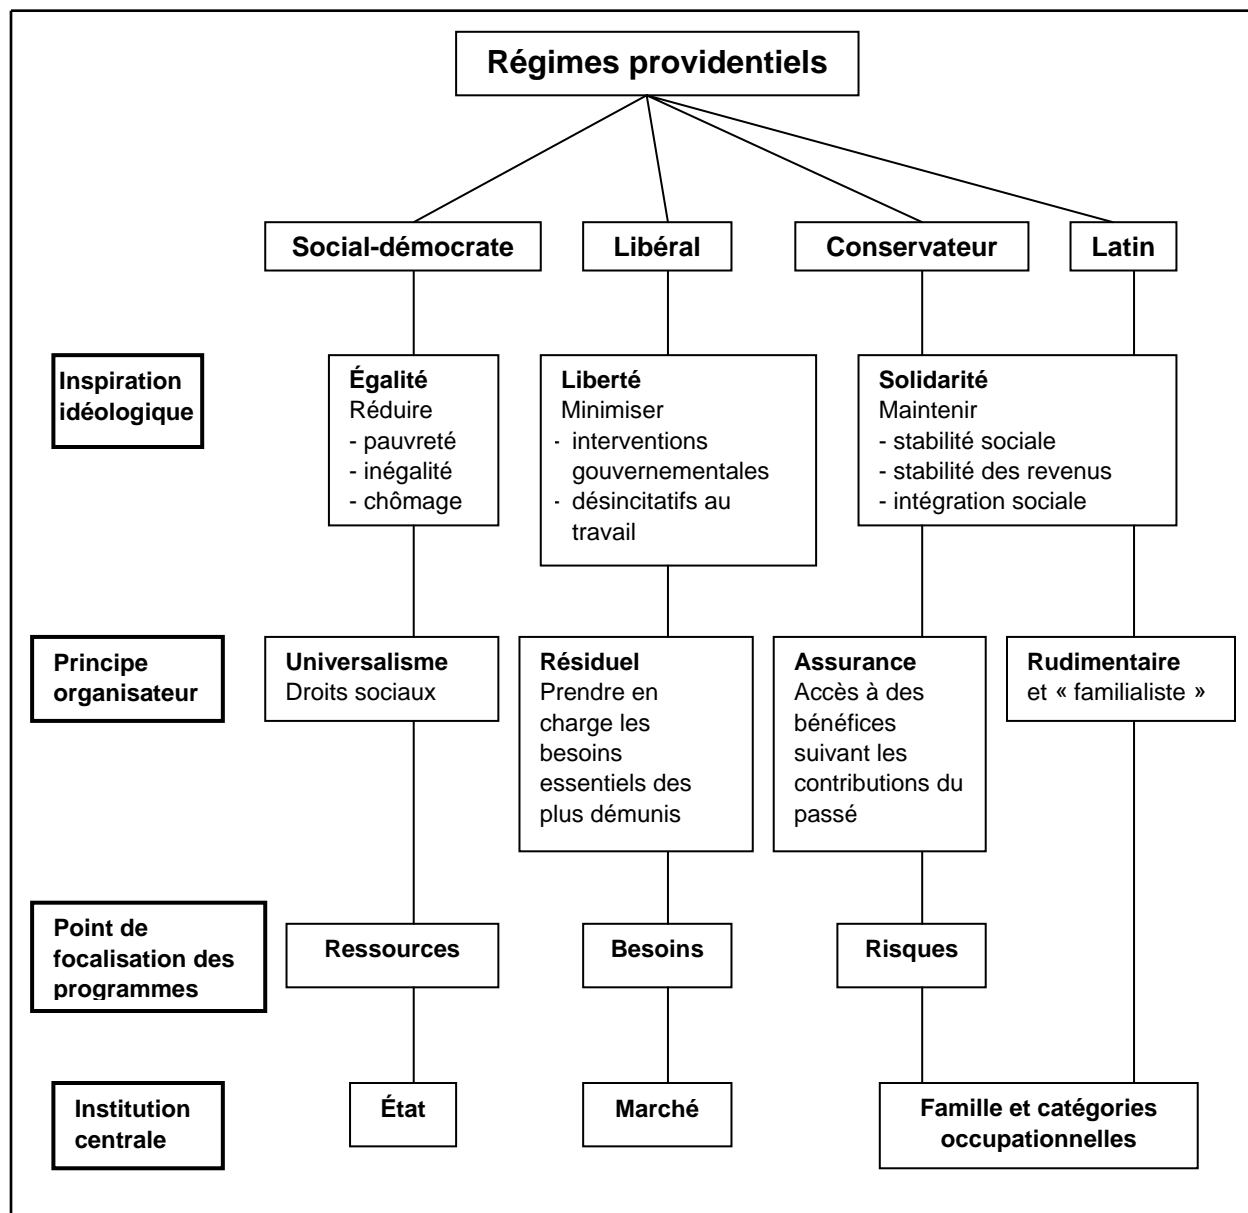 Régimes providentiels
Social-démocrate
Libéral
Conservateur
Latin
Inspiration
idéologique
Égalité
Réduire
- pauvreté
- inégalité
- chômage
Liberté
Minimiser
- interventions
gouvernementales
- désincitatifs au
travail
Solidarité
Maintenir
- stabilité sociale
- stabilité des revenus
- intégration sociale
Principe
organisateur
Universalisme
Droits sociaux
Résiduel
Prendre en
charge les
besoins
essentiels des
plus démunis
Assurance
Accès à des
bénéfices
suivant les
contributions du
passé
Rudimentaire
et « familialiste »
Point de
focalisation des
programmes
Ressources
Besoins
Risques
Institution
centrale
État
Marché
Famille et catégories
occupationnelles